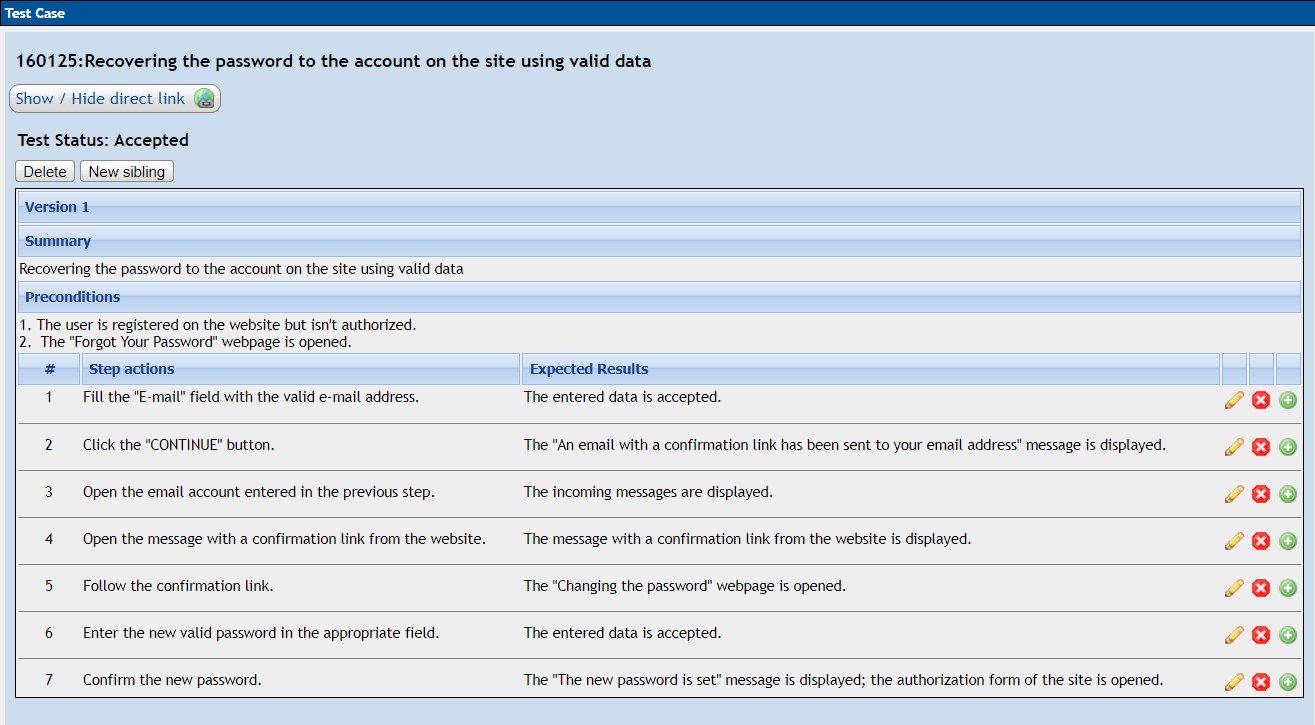 Test Case
160125:Recovering the password to the account on the site using valid data
Show / Hide direct link
Test Status: Accepted
Delete New sibling
Version 1
Summary
Recovering the password to the account on the site using valid data
Preconditions
1. The user is registered on the website but isn't authorized.
2. The "Forgot Your Password" webpage is opened.
# Step actions Expected Results
1 Fill the "E-mail" field with the valid e-mail address. The entered data is accepted.
2 Click the "CONTINUE" button. The "An email with a confirmation link has been sent to your email address" message is displayed.
3 Open the email account entered in the previous step. The incoming messages are displayed.
4 Open the message with a confirmation link from the website. The message with a confirmation link from the website is displayed.
5 Follow the confirmation link. The "Changing the password" webpage is opened.
6 Enter the new valid password in the appropriate field. The entered data is accepted.
7 Confirm the new password. The "The new password is set" message is displayed; the authorization form of the site is opened.